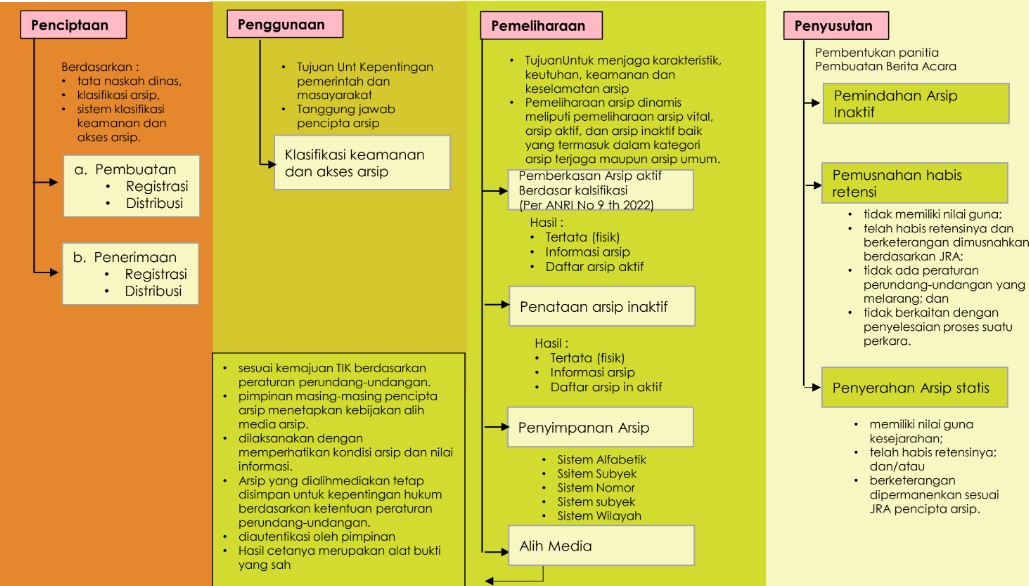 Penciptaan
Berdasarkan :
• tata naskah dinas,
• klasifikasi arsip,
• sistem klasifikasi
keamanan dan
akses arsip.
a. Pembuatan
• Registrasi
• Distribusi
b. Penerimaan
• Registrasi
• Distribusi
Penggunaan
• Tujuan Unt Kepentingan
pemerintah dan
masayarakat
• Tanggung jawab
pencipta arsip
Klasifikasi keamanan
dan akses arsip
• sesuai kemajuan TIK berdasarkan
peraturan perundang-undangan.
• pimpinan masing-masing pencipta
arsip menetapkan kebijakan alih
media arsip.
• dilaksanakan dengan
memperhatikan kondisi arsip dan nilai
informasi.
• Arsip yang dialihmediakan tetap
disimpan untuk kepentingan hukum
berdasarkan ketentuan peraturan
perundang-undangan.
• diautentikasi oleh pimpinan
• Hasil cetanya merupakan alat bukti
yang sah
Pemeliharaan
• TujuanUntuk menjaga karakteristik,
keutuhan, keamanan dan
keselamatan arsip
• Pemeliharaan arsip dinamis
meliputi pemeliharaan arsip vital,
arsip aktif, dan arsip inaktif baik
yang termasuk dalam kategori
arsip terjaga maupun arsip umum.
Pemberkasan Arsip aktif
Berdasar kalsifikasi
(Per ANRI No 9 th 2022)
Hasil :
• Tertata (fisik)
• Informasi arsip
• Daftar arsip aktif
Penataan arsip inaktif
Hasil :
• Tertata (fisik)
• Informasi arsip
• Daftar arsip in aktif
Penyimpanan Arsip
• Sistem Alfabetik
• Ssitem Subyek
• Sistem Nomor
• Sistem subyek
• Sistem Wilayah
Alih Media
Penyusutan
Pembentukan panitia
Pembuatan Berita Acara
Pemindahan Arsip
Inaktif
Pemusnahan habis
retensi
• tidak memiliki nilai guna;
• telah habis retensinya dan
berketerangan dimusnahkan
berdasarkan JRA;
• tidak ada peraturan
perundang-undangan yang
melarang; dan
• tidak berkaitan dengan
penyelesaian proses suatu
perkara.
Penyerahan Arsip statis
• memiliki nilai guna
kesejarahan;
• telah habis retensinya;
dan/atau
• berketerangan
dipermanenkan sesuai
JRA pencipta arsip.